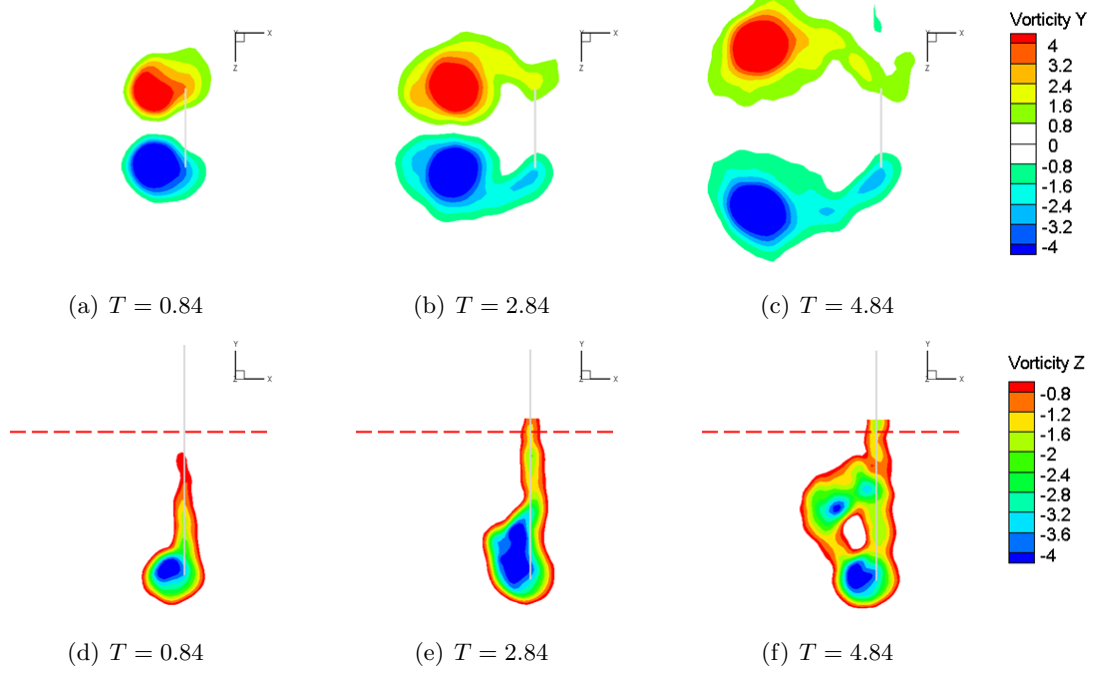 Y X Z
Y X Z
Y X Z
Vorticity Y
4
3.2
2.4
1.6
0.8
0
-0.8
-1.6
-2.4
-3.2
-4
(a) T = 0.84
(b) T = 2.84
(c) T = 4.84
Y Z X
Y Z X
Y Z X
Vorticity Z
-0.8
-1.2
-1.6
-2
-2.4
-2.8
-3.2
-3.6
-4
(d) T = 0.84
(e) T = 2.84
(f) T = 4.84